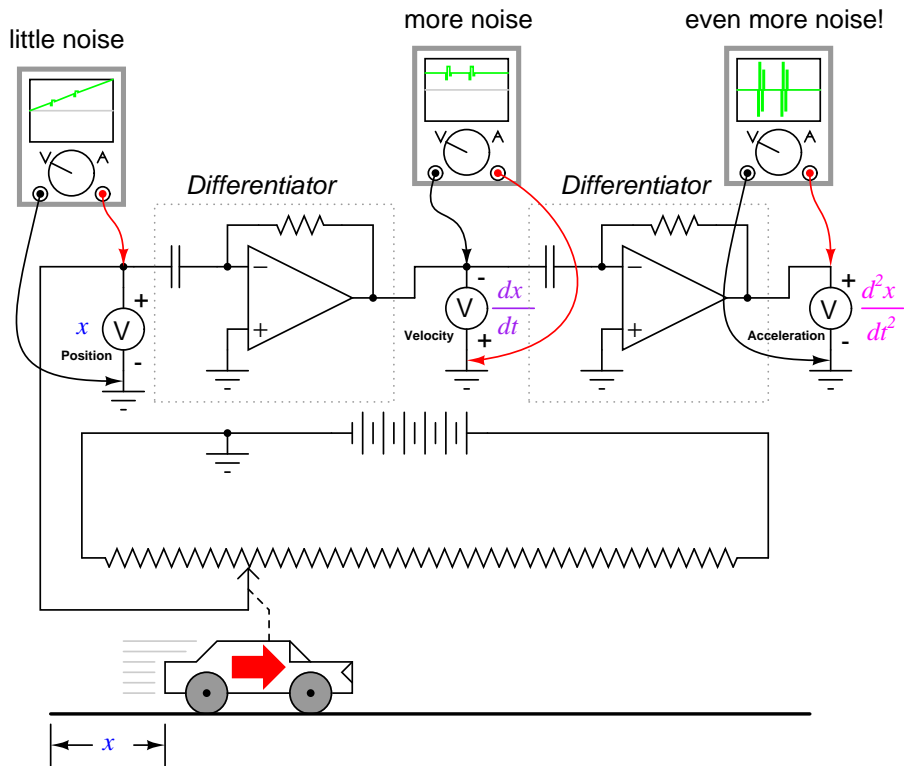 little noise
more noise
even more noise!
V A
V A
V A
Differentiator
Differentiator
−
+
−
+
+
x V
Position
-
-
V dx/dt
Velocity
+
+
V d²x/dt²
Acceleration
-
x